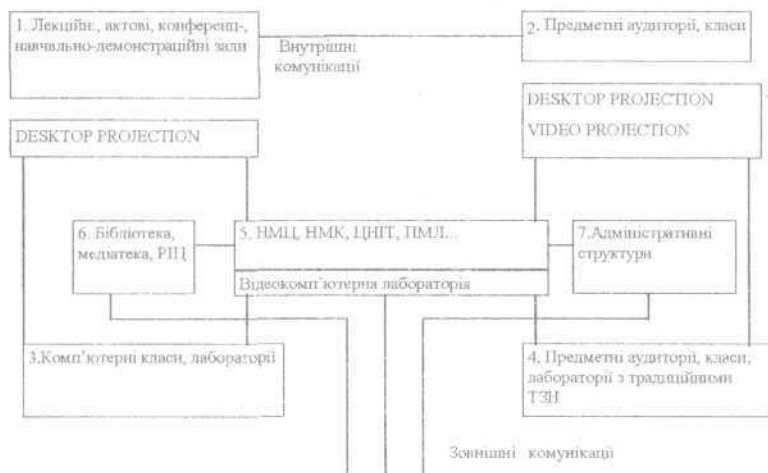 1. Лекційн., актові, конференц-,
навчально-демонстраційні зали
Внутрішні
комунікації
2. Предметні аудиторії, класи
DESKTOP PROJECTION
DESKTOP PROJECTION
VIDEO PROJECTION
6. Бібліотека,
медіатека, РІЦ
5. НМЦ, НМК, ЦНІТ, ПМЛ...
Відеокомп'ютерна лабораторія
7.Адміністративні
структури
3.Комп'ютерні класи, лабораторії
4. Предметні аудиторії, класи,
лабораторії з традиційними
ТЗН
Зовнішні комунікації